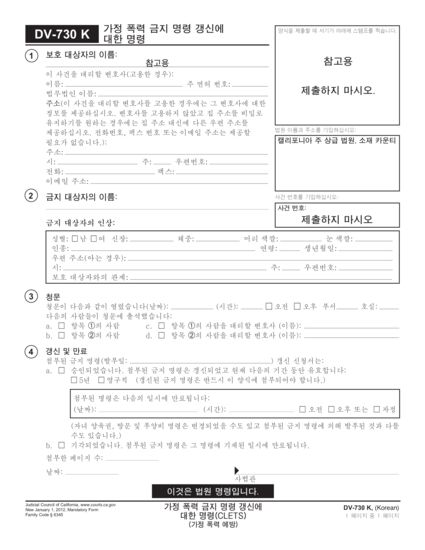 DV-730 K 가정 폭력 금지 명령 갱신에
대한 명령
명식을 제출할 때 서기가 아래에 스탬프를 찍습니다.
참고용
제출하지 마시오.
법원 이름과 주소를 기입하십시오:
캘리포니아 주 상급 법원, 소재 카운티
사건 번호를 기입하십시오:
사건 번호:
제출하지 마시오
1 보호 대상자의 이름:
참고용
이 사건을 대리할 변호사(고용한 경우):
이름: 주 면허 번호:
법무법인 이름:
주소(이 사건을 대리할 변호사를 고용한 경우에는 그 변호사에 대한
정보를 제공하십시오. 변호사를 고용하지 않았고 집 주소를 비밀로
유지하기를 원하는 경우에는 집 주소 대신에 다른 우편 주소를
제공하십시오. 전화번호, 팩스 번호 또는 이메일 주소는 제공할
필요가 없습니다.):
주소:
시: 주: 우편번호:
전화: 팩스:
이메일 주소:
2 금지 대상자의 이름:
금지 대상자의 인상:
성별: □ 남 □ 여 신장: 체중: 머리 색깔: 눈 색깔:
인종: 연령: 생년월일:
우편 주소(아는 경우):
시: 주: 우편번호:
보호 대상자와의 관계:
3 청문
청문이 다음과 같이 열렸습니다(날짜): (시간): □ 오전 □ 오후 부서 호실:
다음의 사람들이 청문에 출석했습니다:
a. □ 항목 ①의 사람 c. □ 항목 ①의 사람을 대리할 변호사 (이름):
b. □ 항목 ②의 사람 d. □ 항목 ②의 사람을 대리할 변호사 (이름):
4 갱신 및 만료
첨부된 금지 명령(발부일: ) 갱신 신청서는:
a. □ 승인되었습니다. 첨부된 금지 명령은 갱신되었고 원제 다음의 기간 동안 유효합니다:
□ 5년 □ 영구적 (갱신된 금지 명령은 반드시 이 양식에 첨부되어야 합니다.)
첨부된 명령은 다음의 일시에 만료됩니다:
(날짜): (시간): □ 오전 □ 오후 또는 □ 자정
(자녀 양육권, 방문 및 부양비 명령은 변경되었을 수도 있고 첨부된 금지 명령에 의해 발부된 것과 다를
수도 있습니다.)
b. □ 기각되었습니다. 첨부된 금지 명령은 그 명령에 기재된 일시에 만료됩니다.
첨부한 페이지 수:
날짜:
사법관
이것은 법원 명령입니다.
Judicial Council of California, www.courts.ca.gov
New January 1, 2012, Mandatory Form
Family Code § 6345
가정 폭력 금지 명령 갱신에
대한 명령(CLETS)
(가정 폭력 예방)
DV-730 K, (Korean)
1 페이지 중 1 페이지